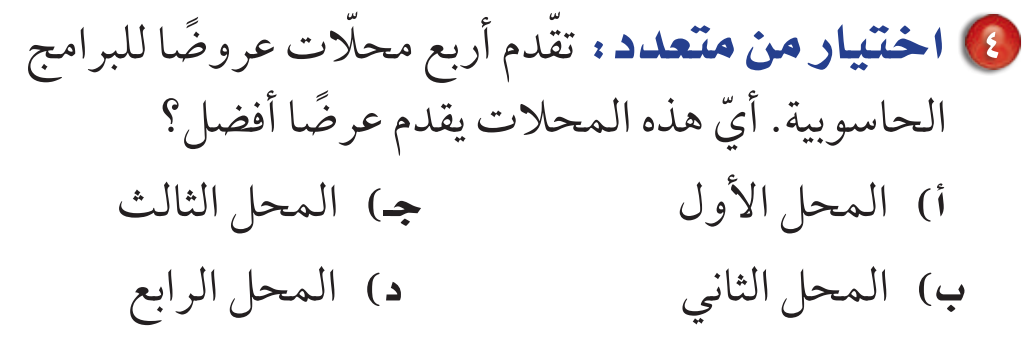 ٤ اختيار من متعدد: تقّدم أربع محلّات عروضًا للبرامج
الحاسوبية. أيّ هذه المحلات يقدم عرضًا أفضل؟
أ) المحل الأول جـ) المحل الثالث
ب) المحل الثاني د) المحل الرابع